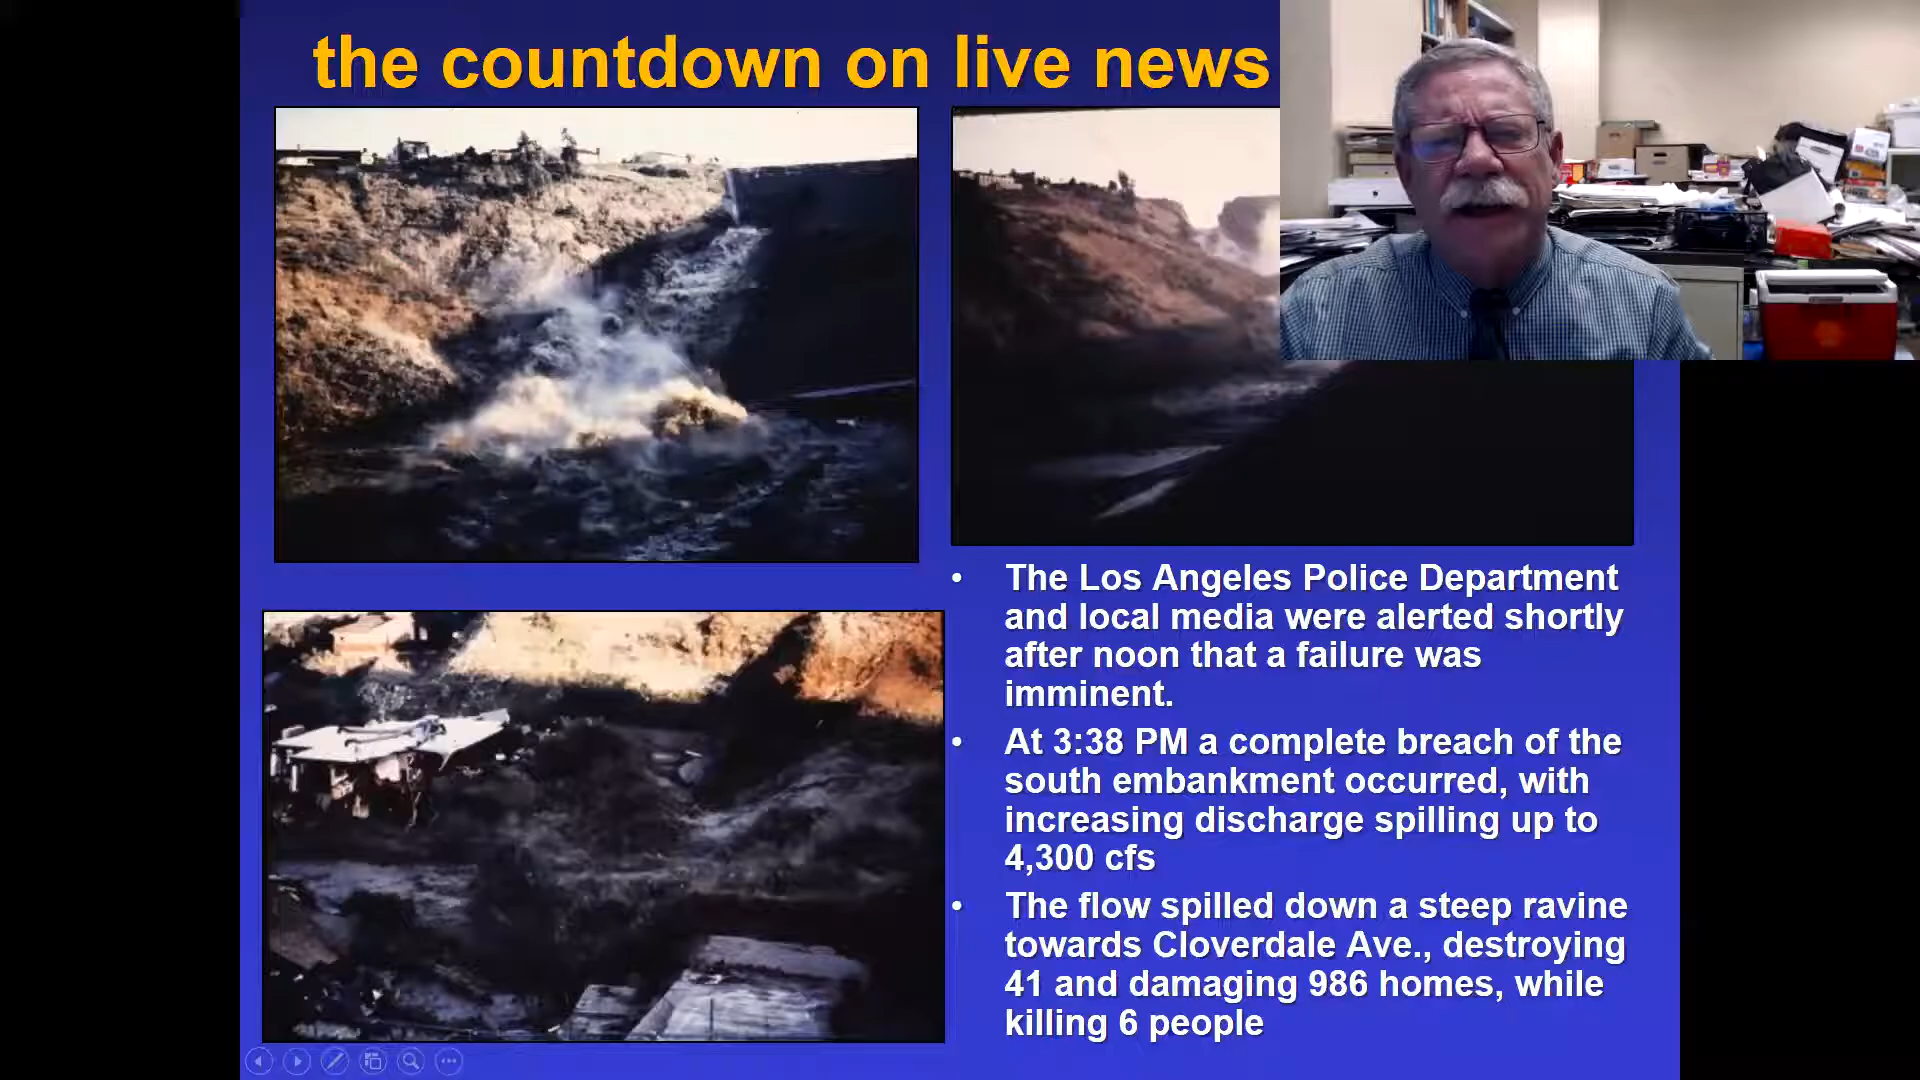 the countdown on live news
• The Los Angeles Police Department
and local media were alerted shortly
after noon that a failure was
imminent.
• At 3:38 PM a complete breach of the
south embankment occurred, with
increasing discharge spilling up to
4,300 cfs
• The flow spilled down a steep ravine
towards Cloverdale Ave., destroying
41 and damaging 986 homes, while
killing 6 people